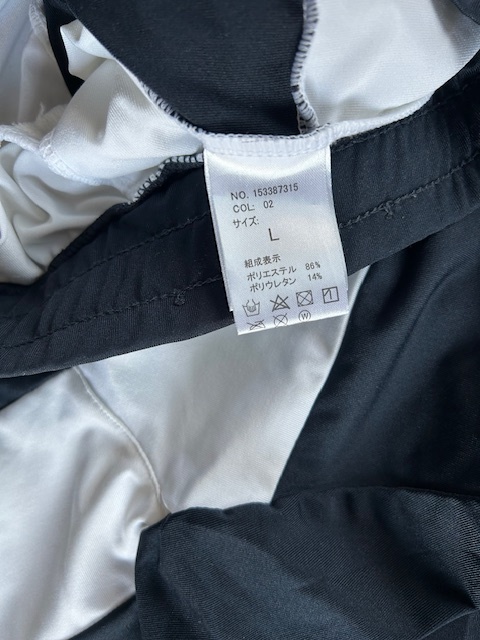 NO. 153387315
COL: 02
サイズ:
L
組成表示
ポリエステル 86%
ポリウレタン 14%
W